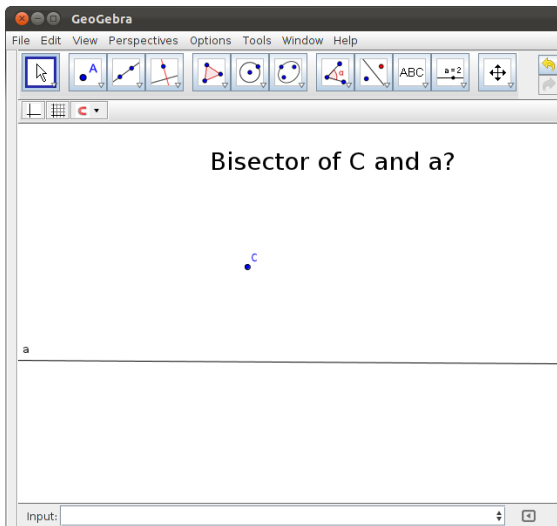 GeoGebra
File Edit View Perspectives Options Tools Window Help
A α ABC a=2
Bisector of C and a?
C
a
Input: